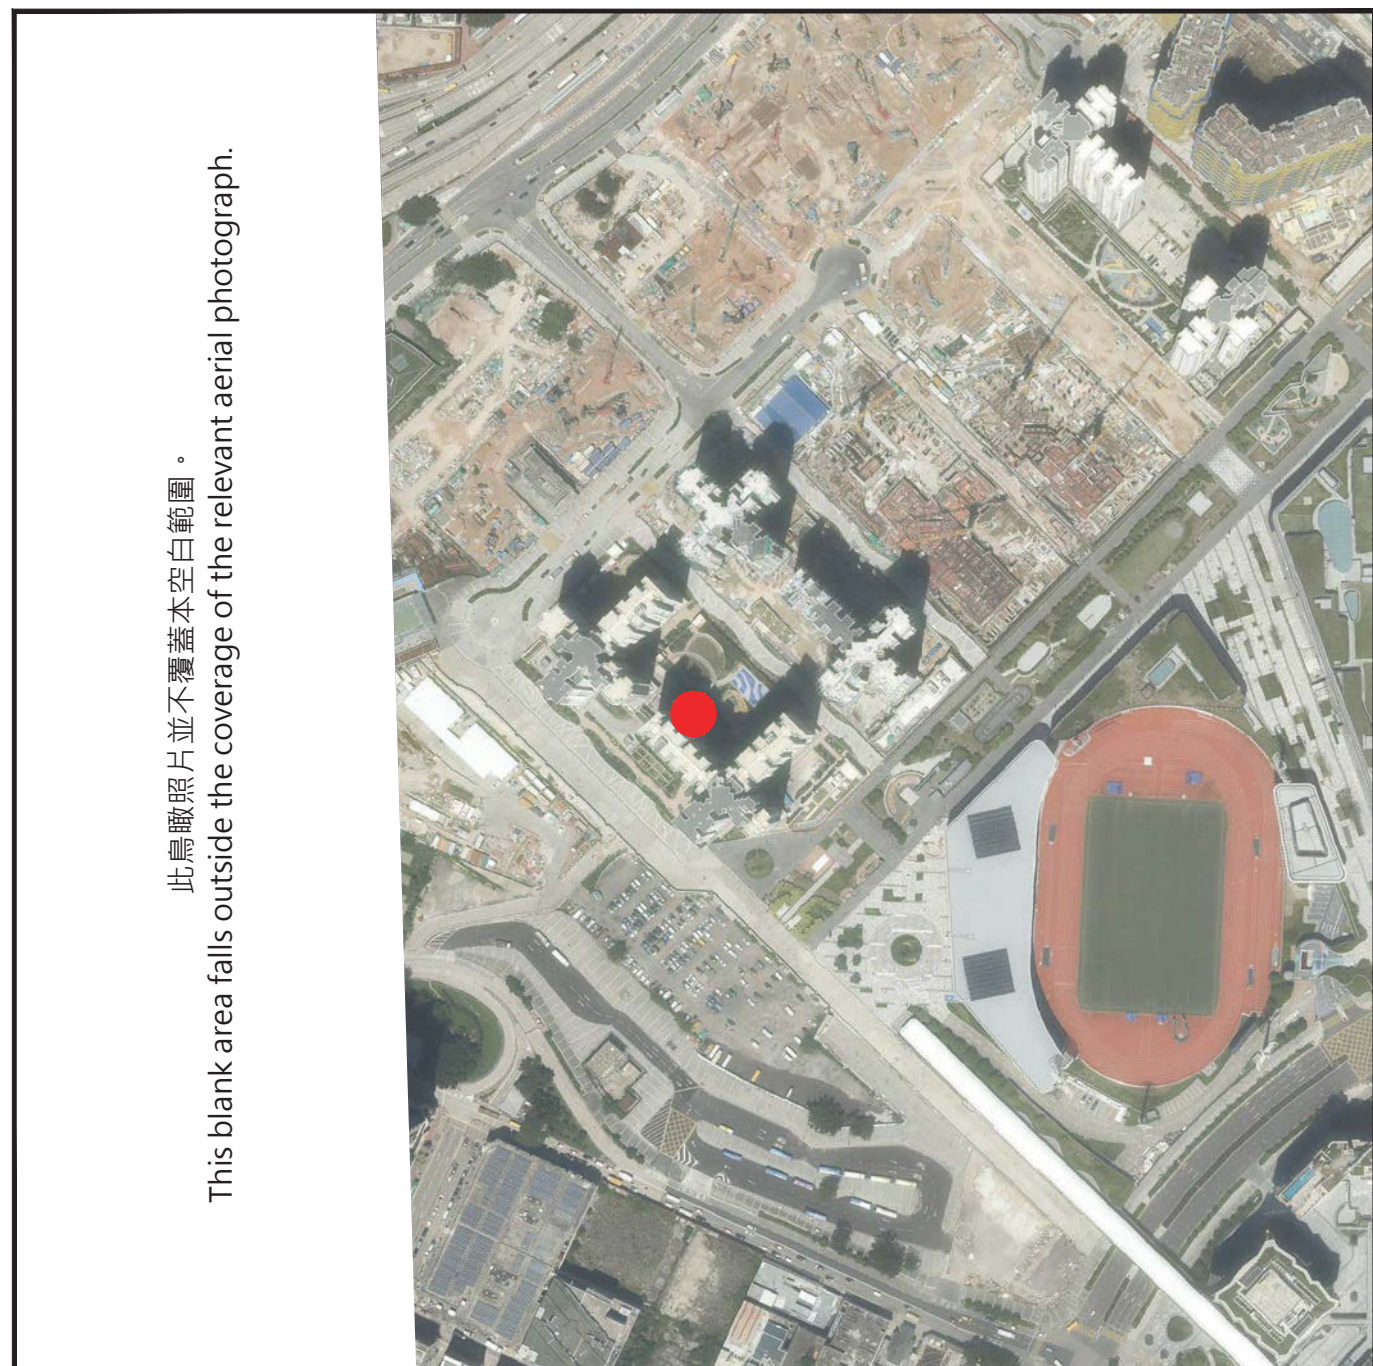 此鳥瞰照片並不覆蓋本空白範圍。
This blank area falls outside the coverage of the relevant aerial photograph.